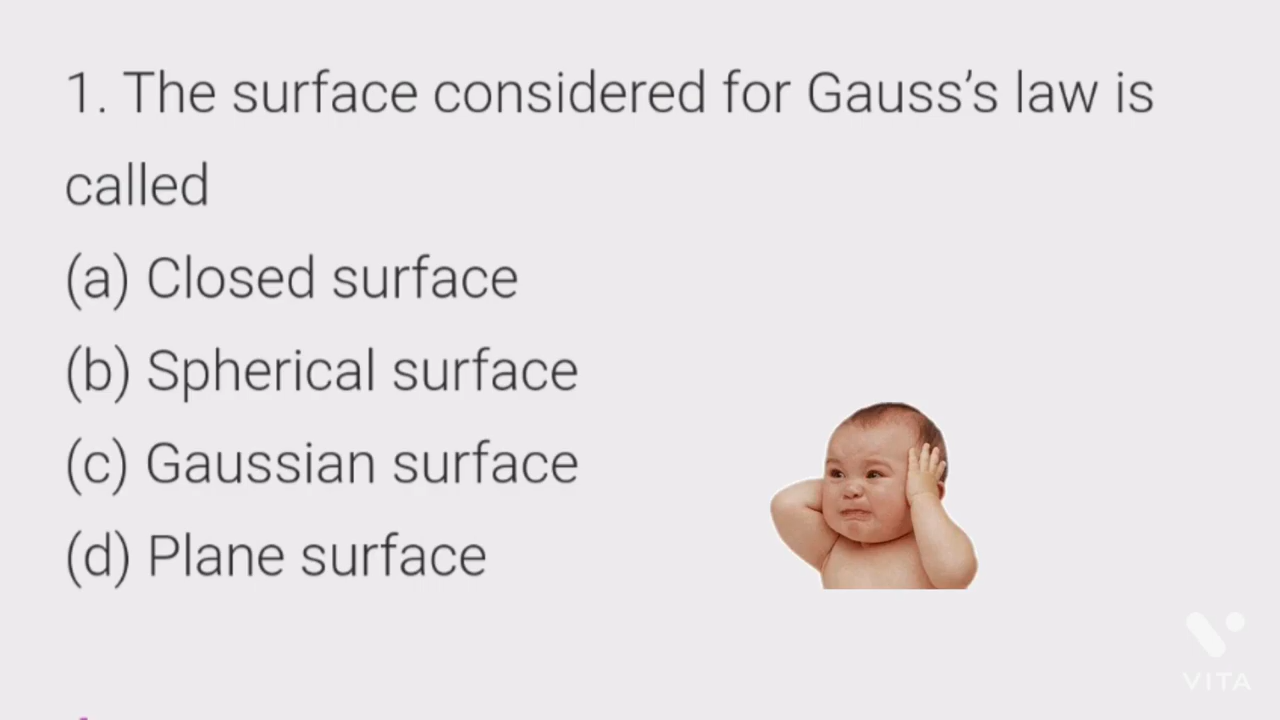 1. The surface considered for Gauss’s law is
called
(a) Closed surface
(b) Spherical surface
(c) Gaussian surface
(d) Plane surface
VITA